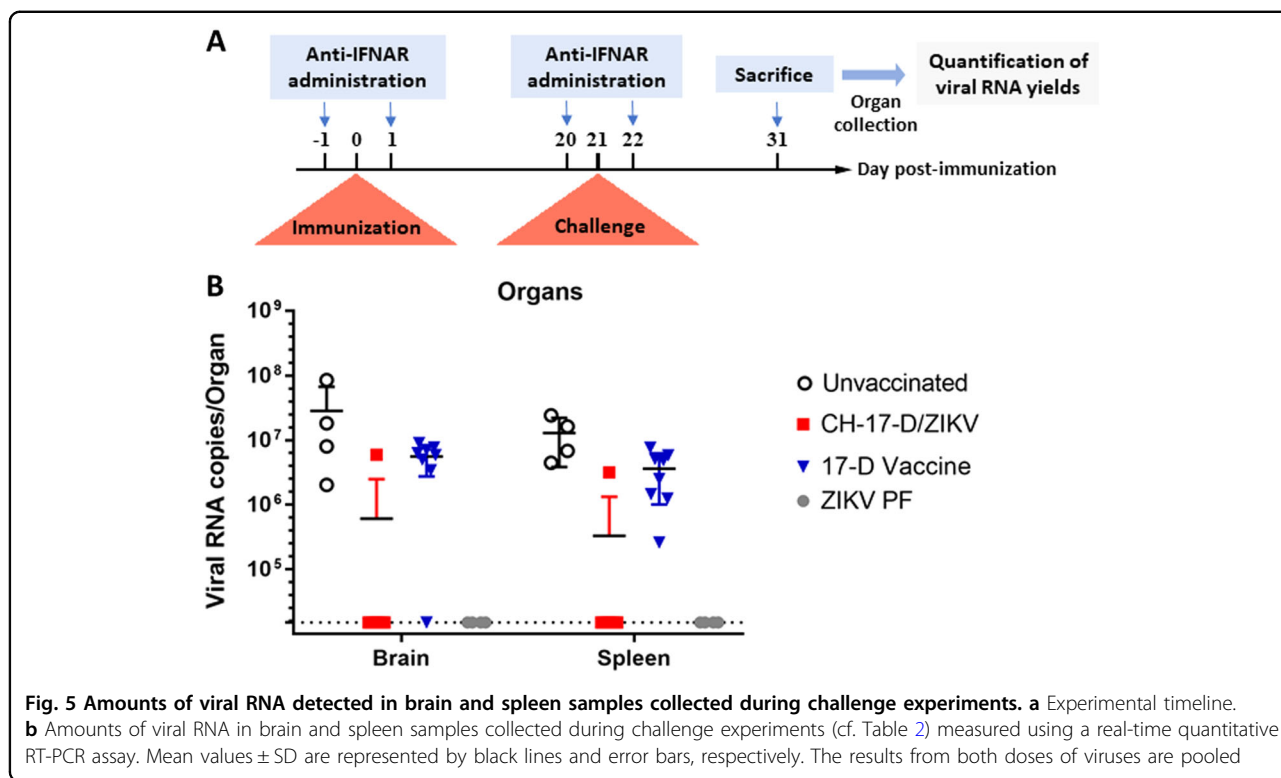 A
Anti-IFNAR
administration
Anti-IFNAR
administration
Sacrifice
Organ
collection
Quantification of
viral RNA yields
-1 0 1 20 21 22 31
Day post-immunization
Immunization
Challenge
B
Organs
Viral RNA copies/Organ
10⁹
10⁸
10⁷
10⁶
10⁵
Brain
Spleen
Unvaccinated
CH-17-D/ZIKV
17-D Vaccine
ZIKV PF
Fig. 5 Amounts of viral RNA detected in brain and spleen samples collected during challenge experiments. a Experimental timeline.
b Amounts of viral RNA in brain and spleen samples collected during challenge experiments (cf. Table 2) measured using a real-time quantitative
RT-PCR assay. Mean values ± SD are represented by black lines and error bars, respectively. The results from both doses of viruses are pooled